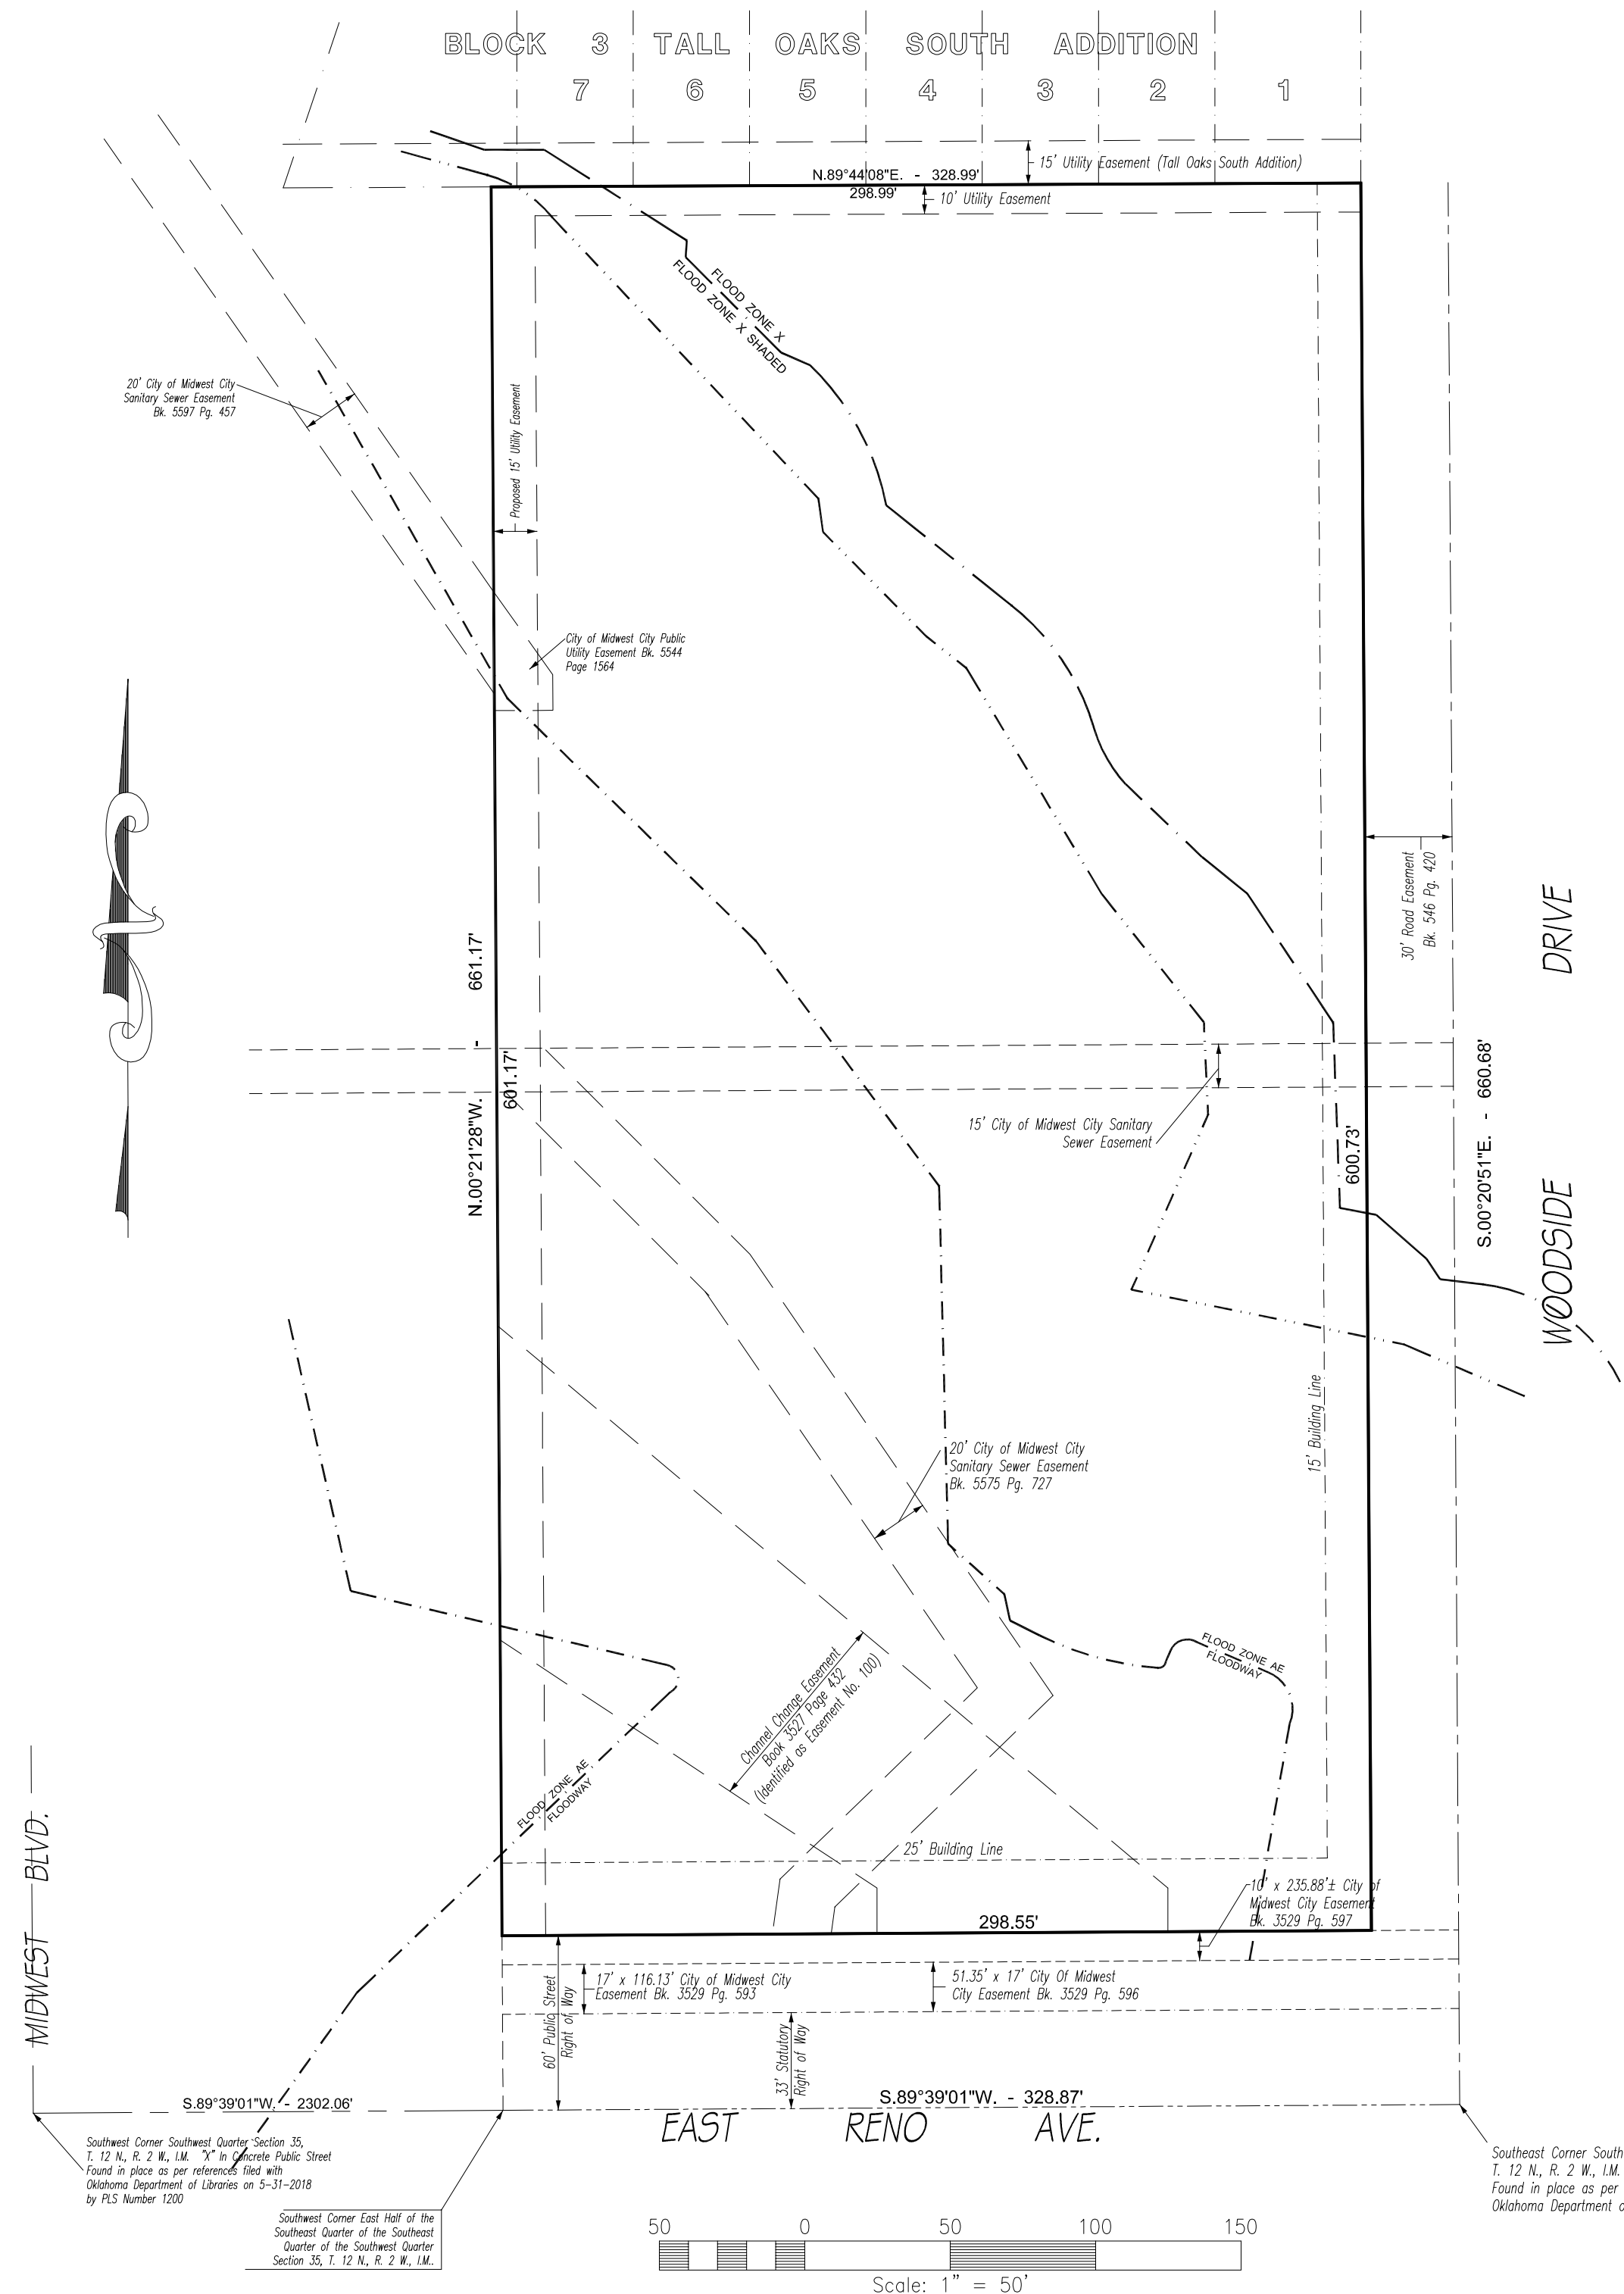 BLOCK 3 TALL OAKS SOUTH ADDITION
7 6 5 4 3 2 1
15' Utility Easement (Tall Oaks South Addition)
N.89°44'08"E. - 328.99'
298.99'
10' Utility Easement
FLOOD ZONE X
FLOOD ZONE X SHADED
20' City of Midwest City
Sanitary Sewer Easement
Bk. 5597 Pg. 457
Proposed 15' Utility Easement
City of Midwest City Public
Utility Easement Bk. 5544
Page 1564
30' Road Easement
Bk. 546 Pg. 420
WOODSIDE DRIVE
N.00°21'28"W. - 661.17'
601.17'
15' City of Midwest City Sanitary
Sewer Easement
600.73'
S.00°20'51"E. - 660.68'
15' Building Line
20' City of Midwest City
Sanitary Sewer Easement
Bk. 5575 Pg. 727
Channel Change Easement
Book 3527 Page 432
(Identified as Easement No. 100)
FLOOD ZONE AE
FLOODWAY
FLOOD ZONE AE
FLOODWAY
25' Building Line
10' x 235.88'± City of
Midwest City Easement
Bk. 3529 Pg. 597
298.55'
MIDWEST BLVD.
17' x 116.13' City Of Midwest City
Easement Bk. 3529 Pg. 593
51.35' x 17' City Of Midwest
City Easement Bk. 3529 Pg. 596
60' Public Street
Right of Way
33' Statutory
Right of Way
S.89°39'01"W. - 2302.06'
S.89°39'01"W. - 328.87'
EAST RENO AVE.
Southwest Corner Southwest Quarter Section 35,
T. 12 N., R. 2 W., I.M. "X" In Concrete Public Street
Found in place as per references filed with
Oklahoma Department of Libraries on 5-31-2018
by PLS Number 1200
Southwest Corner East Half of the
Southeast Quarter of the Southeast
Quarter of the Southwest Quarter
Section 35, T. 12 N., R. 2 W., I.M..
Southeast Corner South
T. 12 N., R. 2 W., I.M.
Found in place as per
Oklahoma Department
50 0 50 100 150
Scale: 1" = 50'